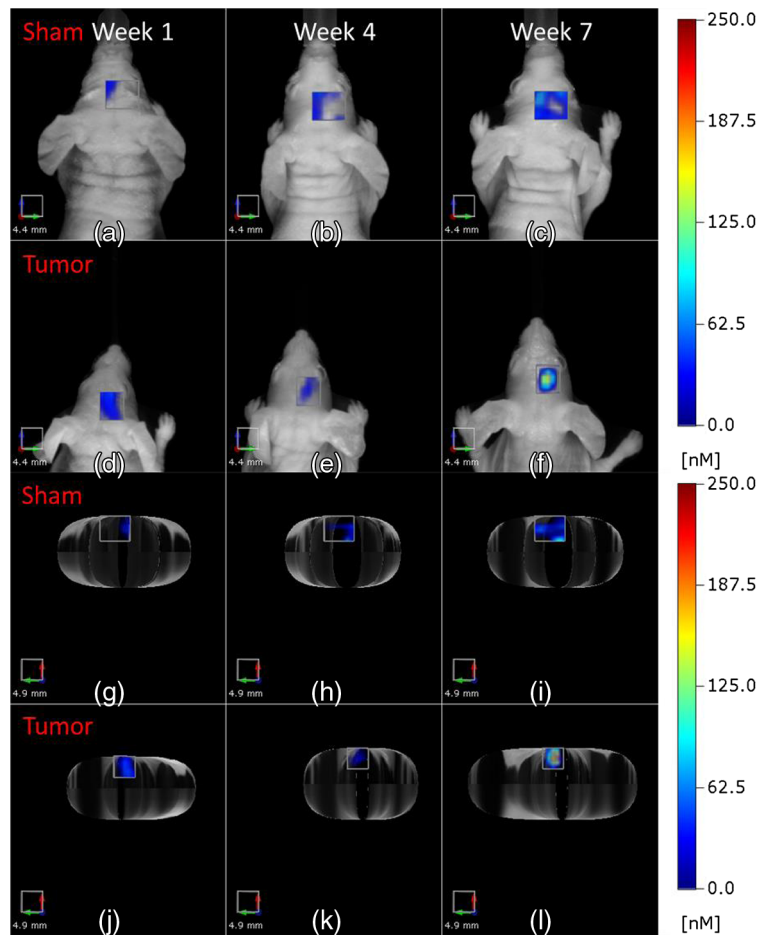 Sham Week 1 Week 4 Week 7
250.0
187.5
125.0
62.5
0.0
[nM]
4.4 mm (a) 4.4 mm (b) 4.4 mm (c)
Tumor
4.4 mm (d) 4.4 mm (e) 4.4 mm (f)
Sham
250.0
187.5
125.0
62.5
0.0
[nM]
4.9 mm (g) 4.9 mm (h) 4.9 mm (i)
Tumor
4.9 mm (j) 4.9 mm (k) 4.9 mm (l)